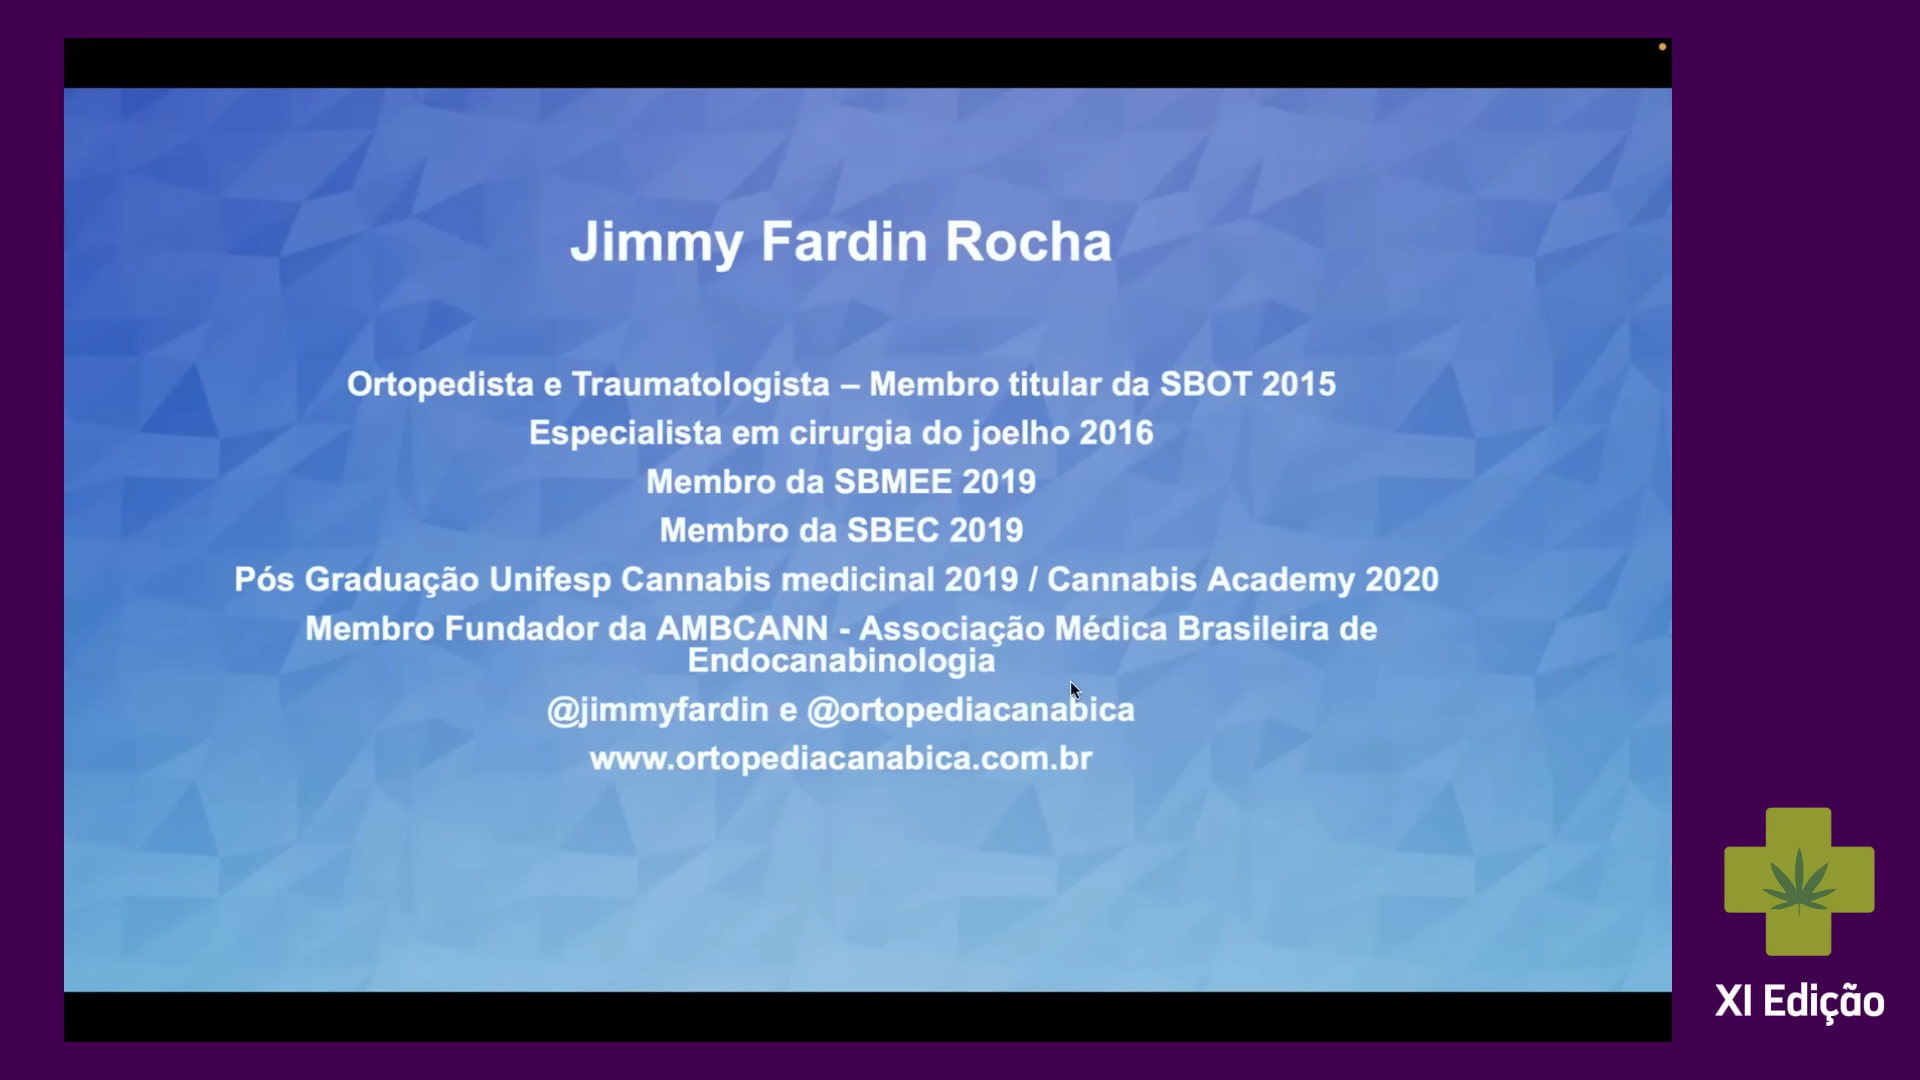 Jimmy Fardin Rocha
Ortopedista e Traumatologista – Membro titular da SBOT 2015
Especialista em cirurgia do joelho 2016
Membro da SBMEE 2019
Membro da SBEC 2019
Pós Graduação Unifesp Cannabis medicinal 2019 / Cannabis Academy 2020
Membro Fundador da AMBCANN - Associação Médica Brasileira de
Endocanabinologia
@jimmyfardin e @ortopediacanabica
www.ortopediacanabica.com.br
XI Edição